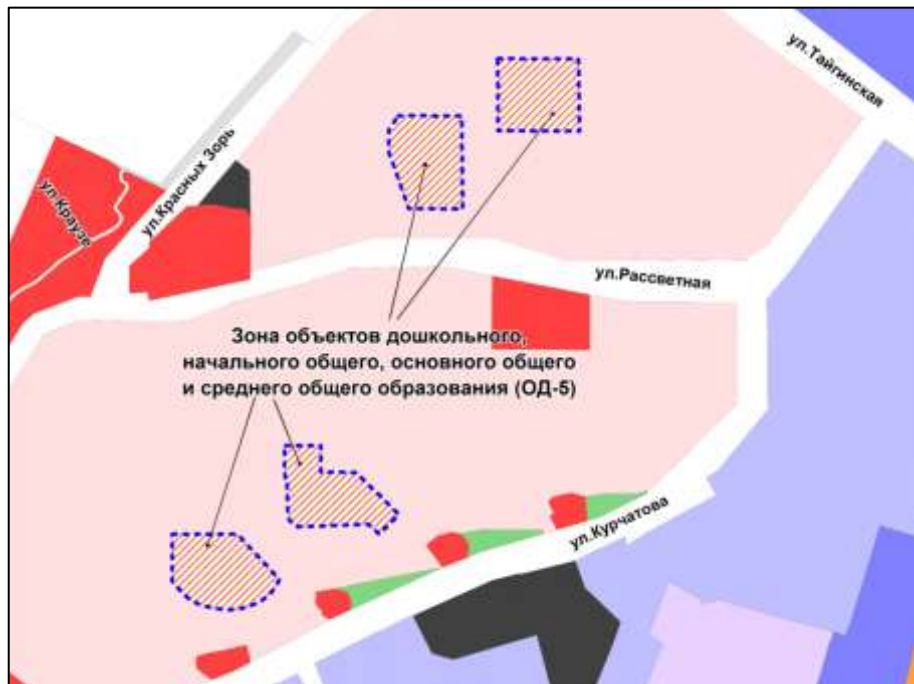 ул.Тайгинская
ул.Красных Зорь
ул.Краузе
ул.Рассветная
Зона объектов дошкольного,
начального общего, основного общего
и среднего общего образования (ОД-5)
ул.Курчатова